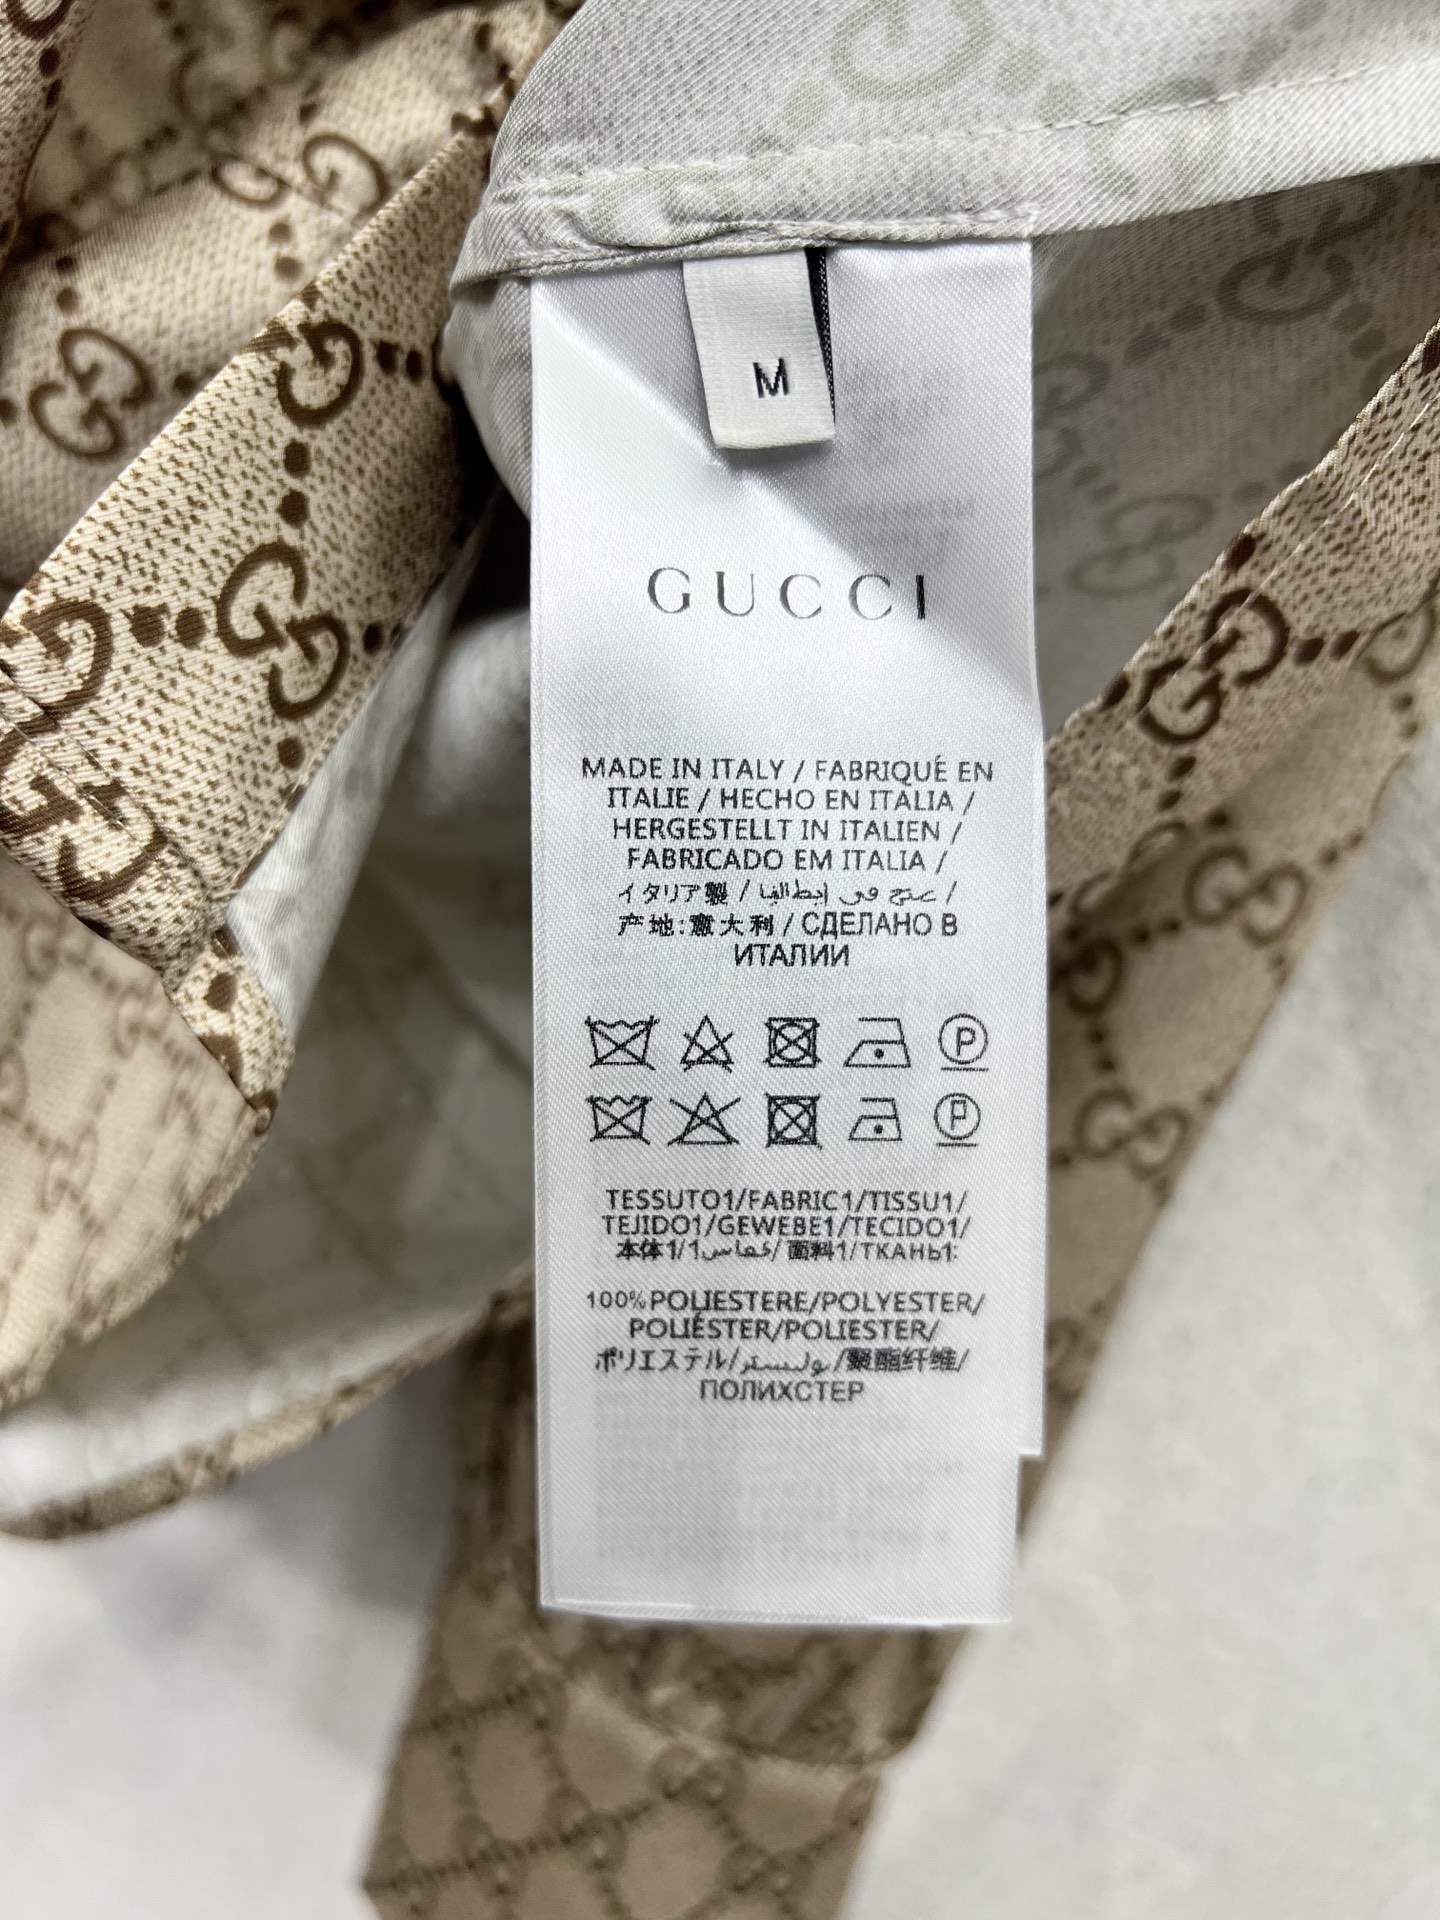 M
GUCCI
MADE IN ITALY / FABRIQUÉ EN
ITALIE / HECHO EN ITALIA /
HERGESTELLT IN ITALIEN /
FABRICADO EM ITALIA /
イタリア製 / صنع في إيطاليا /
产地:意大利 / СДЕЛАНО В
ИТАЛИИ
P
P
TESSUTO1/FABRIC1/TISSU1/
TEJIDO1/GEWEBE1/TECIDO1/
本体1/قماش1/面料1/ТКАНЬ1:
100%POLIESTERE/POLYESTER/
POLIÉSTER/POLIESTER/
ポリエステル/بوليستر/聚酯纤维/
ПОЛИХСТЕР